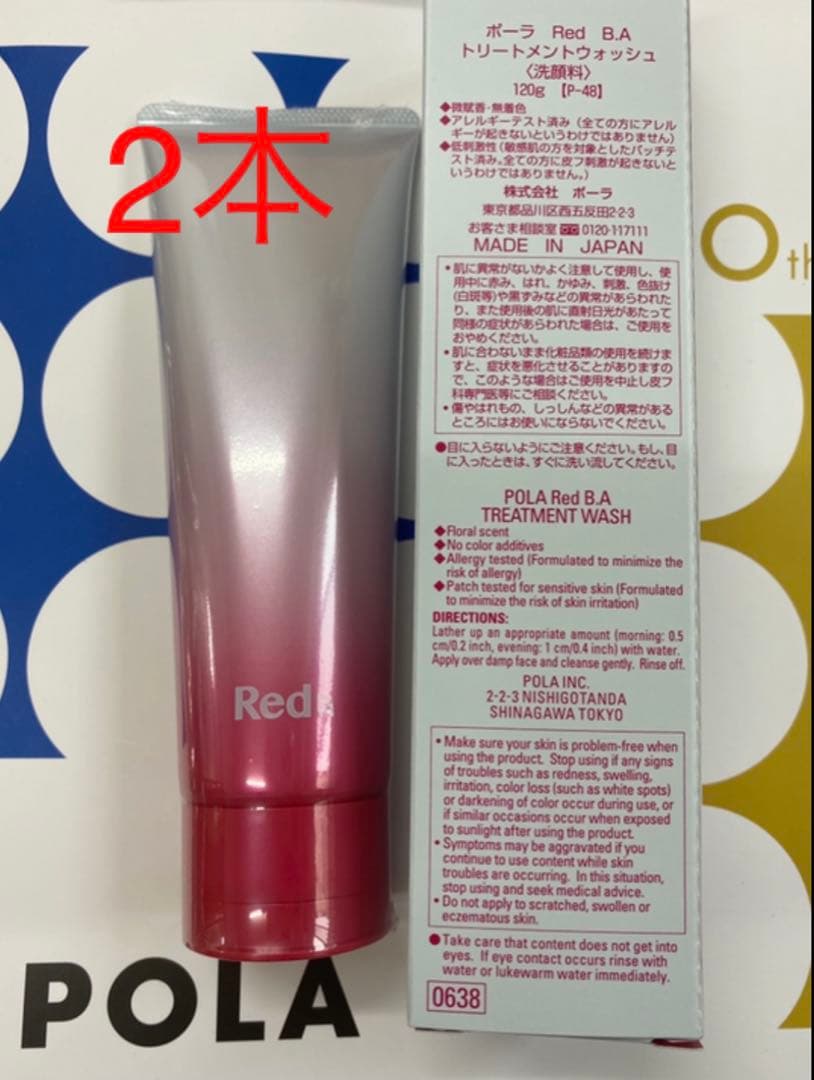 2本
Red
POLA
th
ポーラ Red B.A
トリートメントウォッシュ
〈洗顔料〉
120g 【P-48】
◆微賦香・無着色
◆アレルギーテスト済み（全ての方にアレル
ギーが起きないというわけではありません）
◆低刺激性（敏感肌の方を対象としたパッチテ
スト済み。全ての方に皮フ刺激が起きないと
いうわけではありません。）
株式会社 ポーラ
東京都品川区西五反田2-2-3
お客さま相談室 0120-117111
MADE IN JAPAN
・肌に異常がないかよく注意して使用し、使
用中に赤み、はれ、かゆみ、刺激、色抜け
(白斑等)や黒ずみなどの異常があらわれた
り、また使用後の肌に直射日光があたって
同様の症状があらわれた場合は、ご使用を
おやめください。
・肌に合わないまま化粧品類の使用を続けま
すと、症状を悪化させることがありますの
で、このような場合はご使用を中止し皮フ
科専門医等にご相談ください。
・傷やはれもの、しっしんなどの異常がある
ところにはお使いにならないでください。
●目に入らないようにご注意ください。もし、目
に入ったときは、すぐに洗い流してください。
POLA Red B.A
TREATMENT WASH
◆Floral scent
◆No color additives
◆Allergy tested (Formulated to minimize the
risk of allergy)
◆Patch tested for sensitive skin (Formulated
to minimize the risk of skin irritation)
DIRECTIONS:
Lather up an appropriate amount (morning: 0.5
cm/0.2 inch, evening: 1 cm/0.4 inch) with water.
Apply over damp face and cleanse gently. Rinse off.
POLA INC.
2-2-3 NISHIGOTANDA
SHINAGAWA TOKYO
• Make sure your skin is problem-free when
using the product. Stop using if any signs
of troubles such as redness, swelling,
irritation, color loss (such as white spots)
or darkening of color occur during use, or
if similar occasions occur when exposed
to sunlight after using the product.
• Symptoms may be aggravated if you
continue to use content while skin
troubles are occurring. In this situation,
stop using and seek medical advice.
• Do not apply to scratched, swollen or
eczematous skin.
●Take care that content does not get into
eyes. If eye contact occurs rinse with
water or lukewarm water immediately.
0638